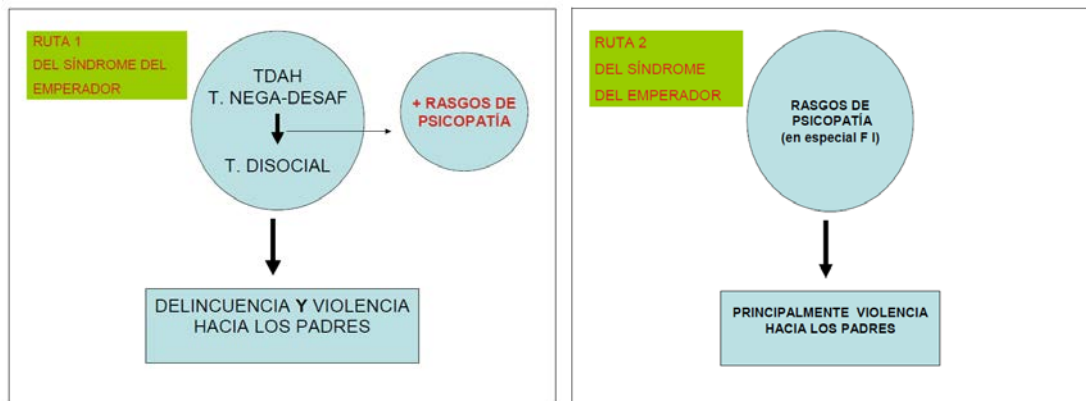 RUTA 1
DEL SÍNDROME DEL
EMPERADOR
TDAH
T. NEGA-DESAF
T. DISOCIAL
+ RASGOS DE
PSICOPATÍA
DELINCUENCIA Y VIOLENCIA
HACIA LOS PADRES
RUTA 2
DEL SÍNDROME
DEL EMPERADOR
RASGOS DE
PSICOPATÍA
(en especial F I)
PRINCIPALMENTE VIOLENCIA
HACIA LOS PADRES